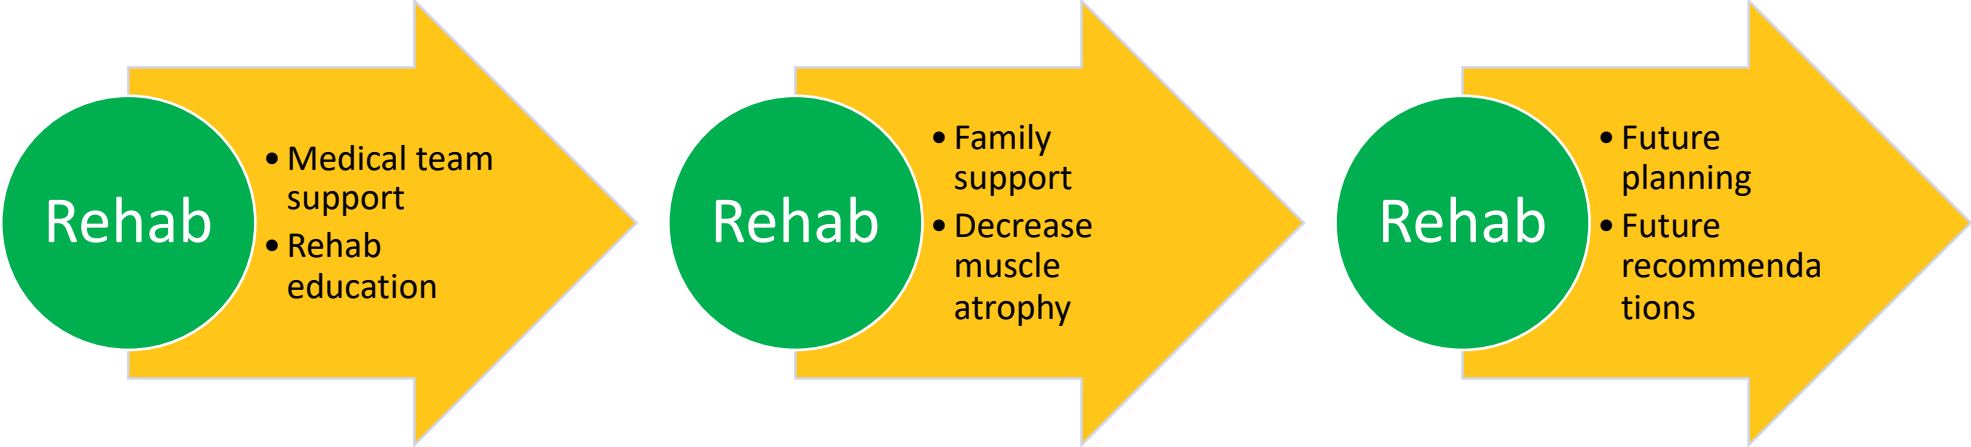 Rehab
• Medical team
support
• Rehab
education
Rehab
• Family
support
• Decrease
muscle
atrophy
Rehab
• Future
planning
• Future
recommenda
tions